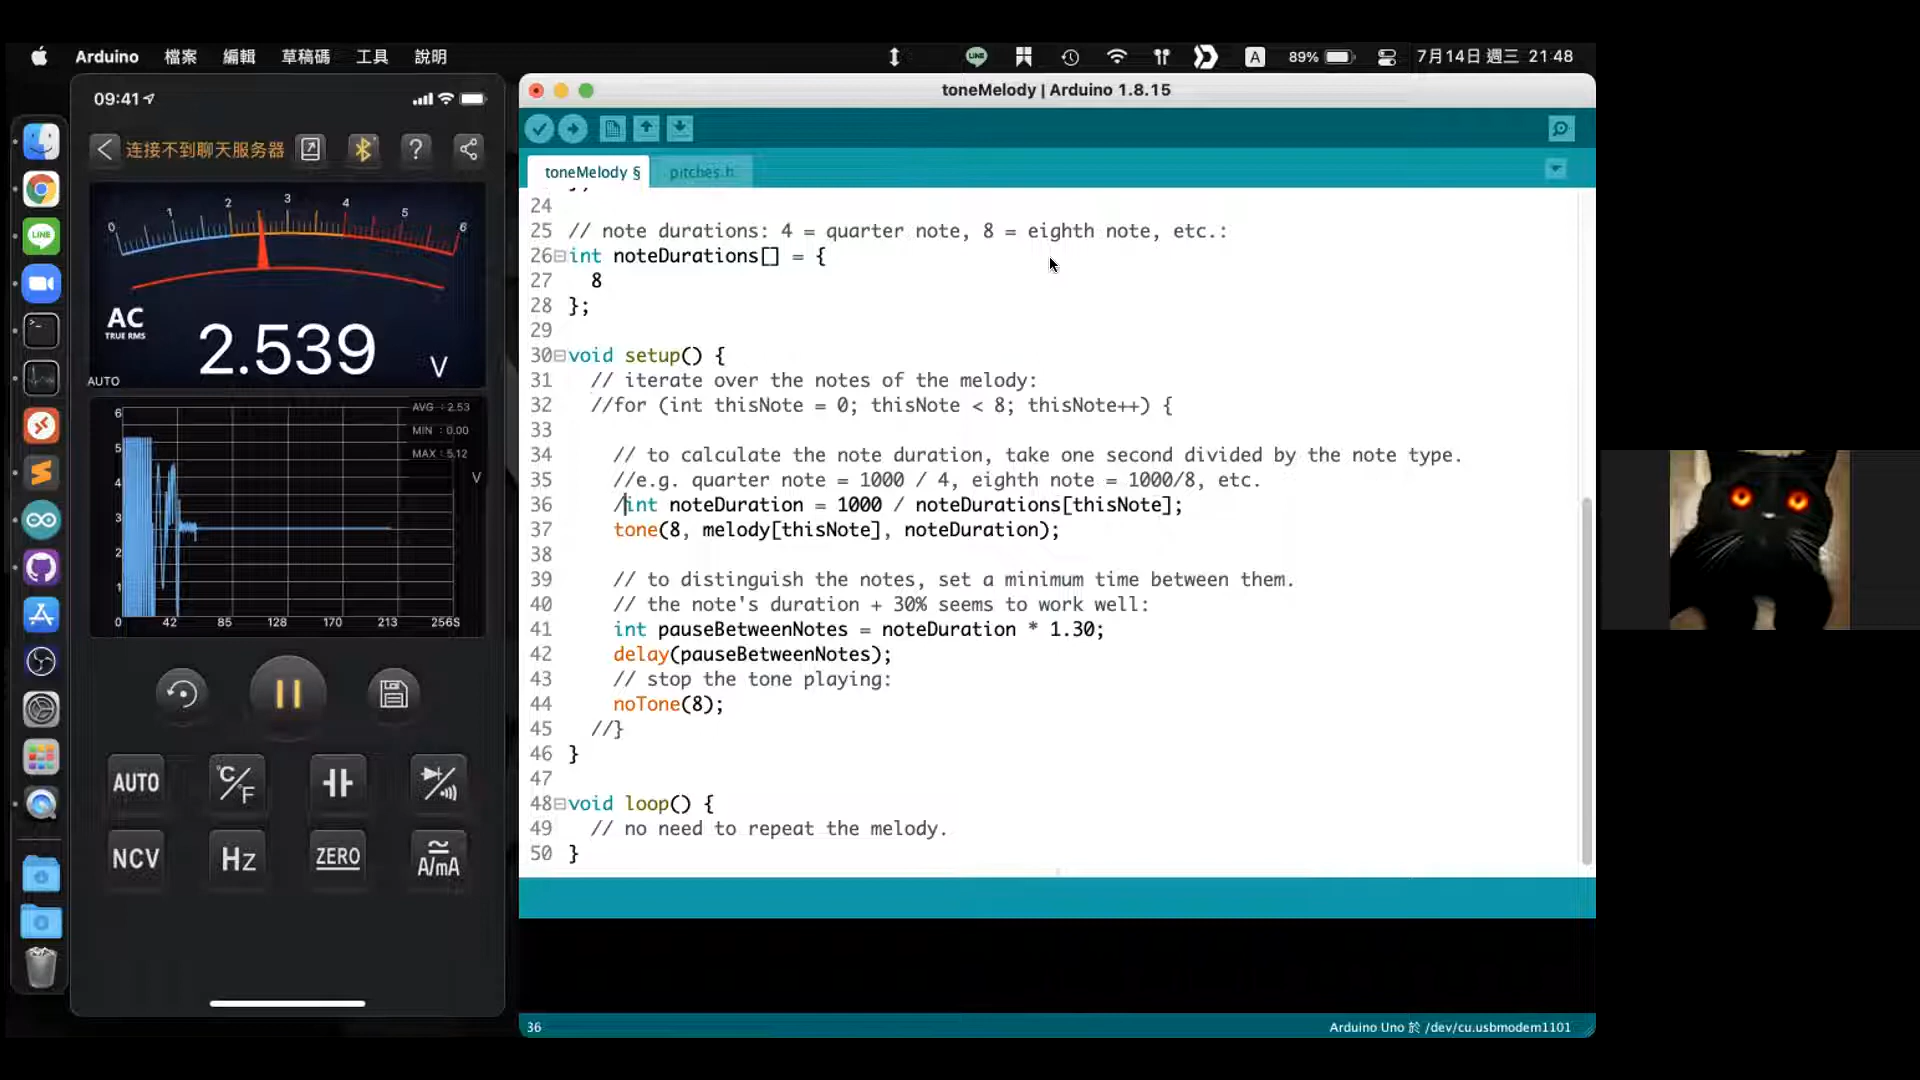 Arduino 檔案 編輯 草稿碼 工具 說明
A 89% 7月14日 週三 21:48
09:41
连接不到聊天服务器
?
0 1 2 3 4 5 6
AC
TRUE RMS
AUTO
2.539
V
AVG : 2.53
MIN : 0.00
MAX : 5.12
V
6
5
4
3
2
1
0 42 85 128 170 213 256S
AUTO
°C/°F
NCV
Hz
ZERO
A/mA
LINE
toneMelody | Arduino 1.8.15
toneMelody § pitches.h
};
24
25 // note durations: 4 = quarter note, 8 = eighth note, etc.:
26 int noteDurations[] = {
27 8
28 };
29
30 void setup() {
31 // iterate over the notes of the melody:
32 //for (int thisNote = 0; thisNote < 8; thisNote++) {
33
34 // to calculate the note duration, take one second divided by the note type.
35 //e.g. quarter note = 1000 / 4, eighth note = 1000/8, etc.
36 /int noteDuration = 1000 / noteDurations[thisNote];
37 tone(8, melody[thisNote], noteDuration);
38
39 // to distinguish the notes, set a minimum time between them.
40 // the note's duration + 30% seems to work well:
41 int pauseBetweenNotes = noteDuration * 1.30;
42 delay(pauseBetweenNotes);
43 // stop the tone playing:
44 noTone(8);
45 //}
46 }
47
48 void loop() {
49 // no need to repeat the melody.
50 }
36
Arduino Uno 於 /dev/cu.usbmodem1101